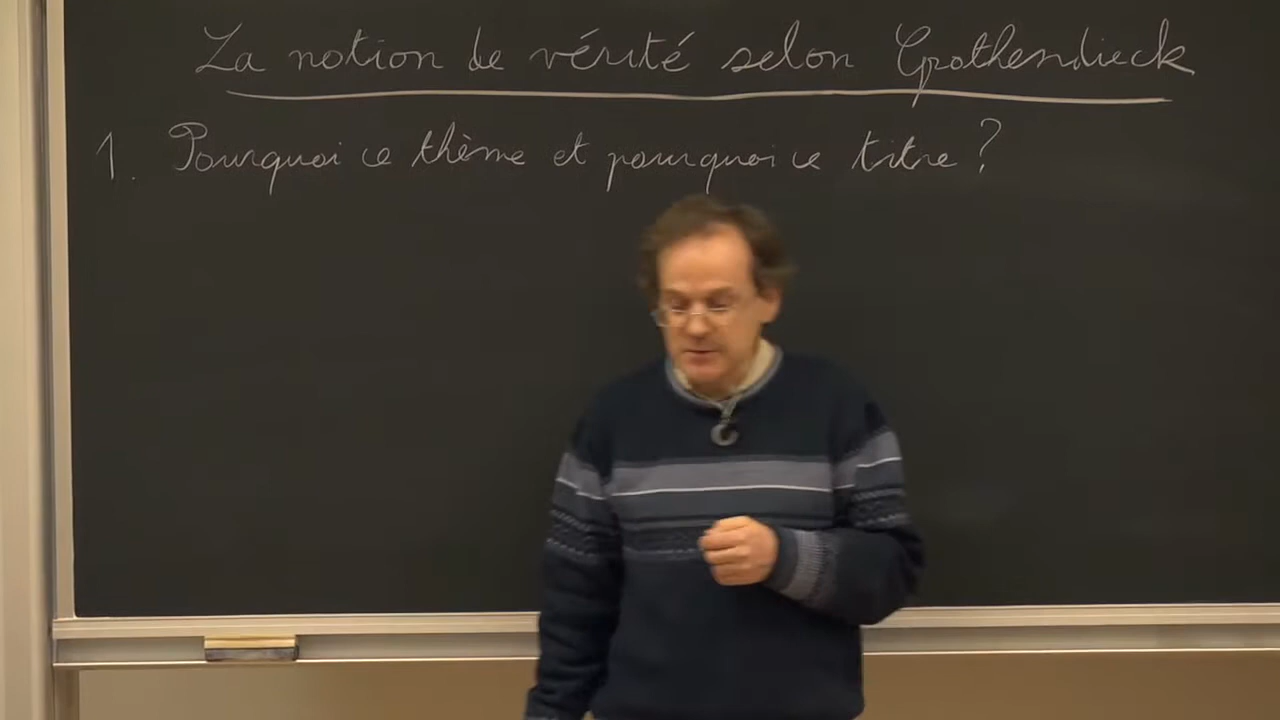 La notion de vérité selon Grothendieck
1. Pourquoi ce thème et pourquoi ce titre ?